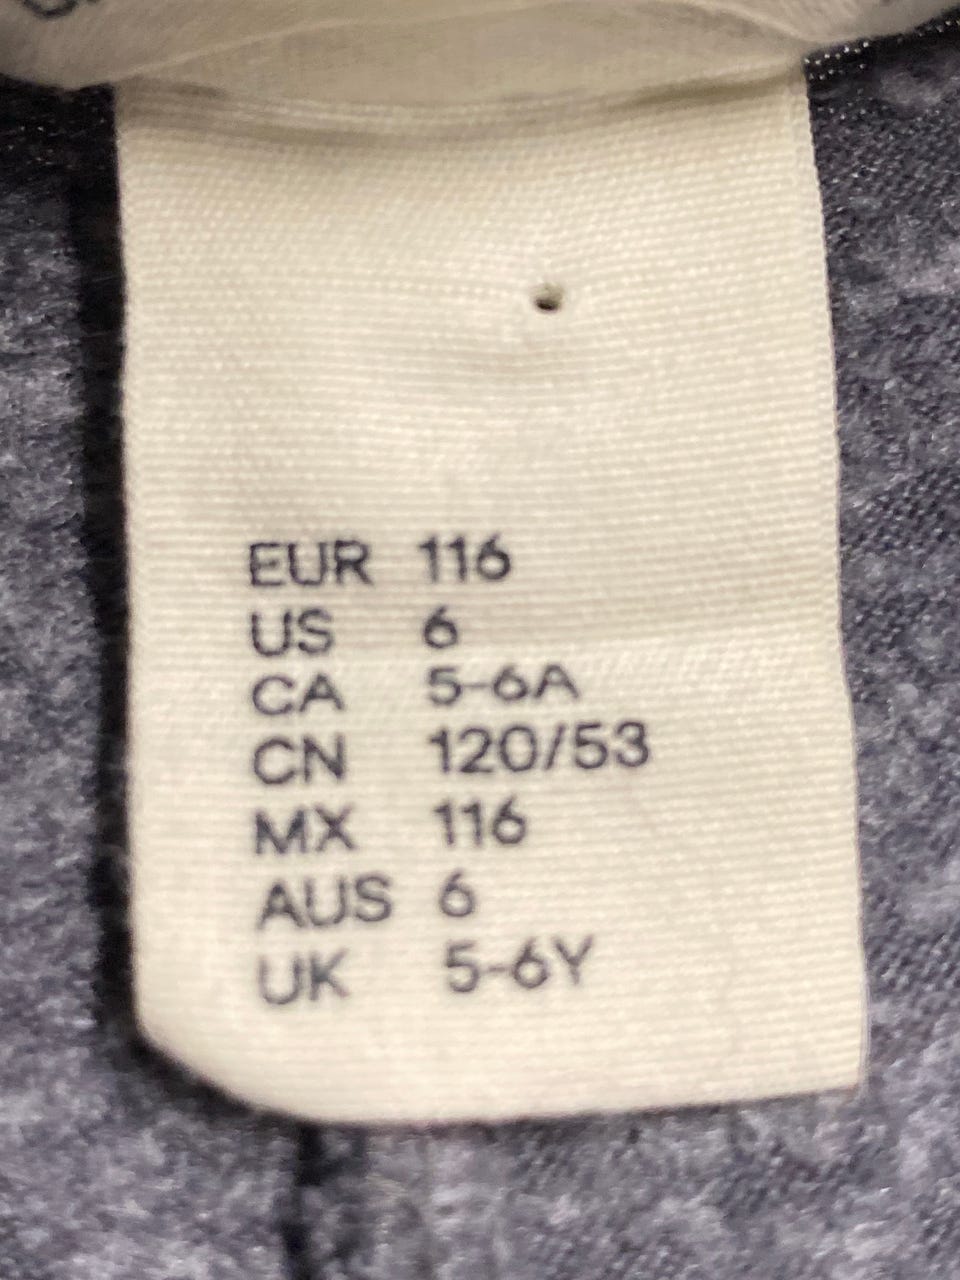 EUR 116
US 6
CA 5-6A
CN 120/53
MX 116
AUS 6
UK 5-6Y